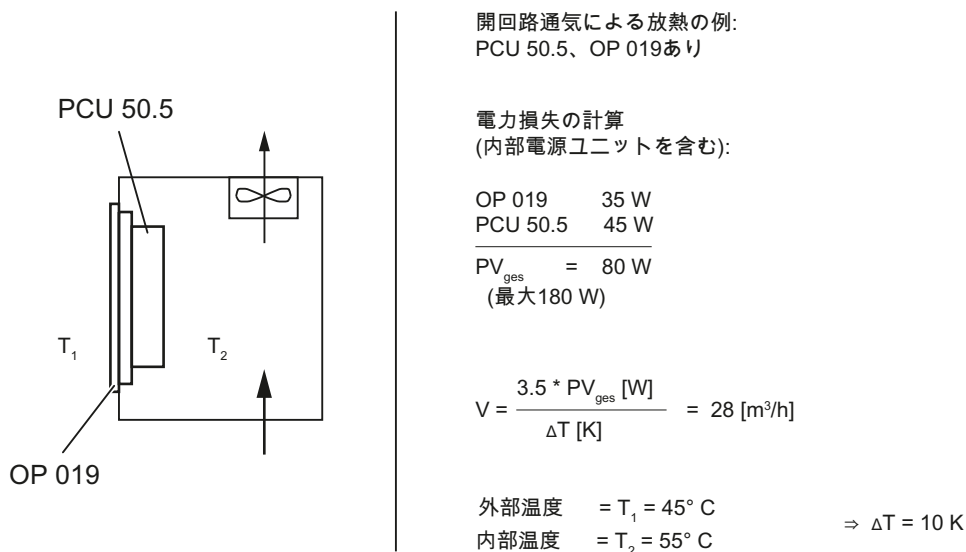 PCU 50.5
T₁
T₂
OP 019
開回路通気による放熱の例:
PCU 50.5、OP 019あり
電力損失の計算
(内部電源ユニットを含む):
OP 019 35 W
PCU 50.5 45 W
PV_ges = 80 W
(最大180 W)
3.5 * PV_ges [W]
V = = 28 [m³/h]
ΔT [K]
外部温度 = T₁ = 45° C
⇒ ΔT = 10 K
内部温度 = T₂ = 55° C